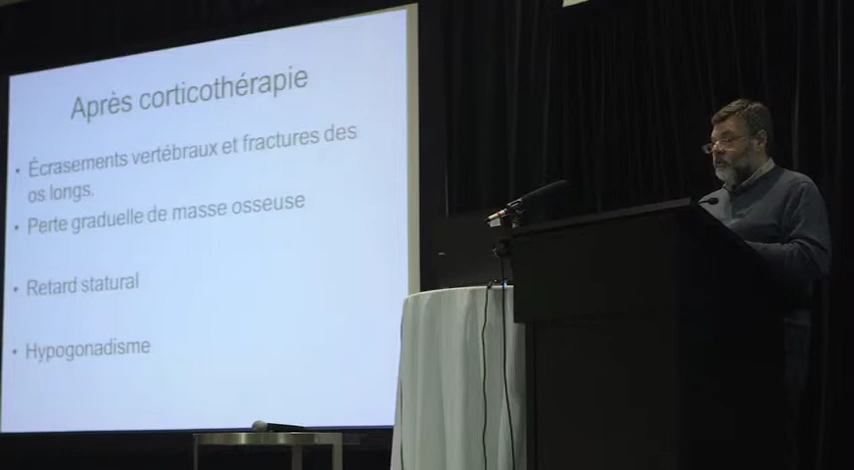 Après corticothérapie
• Écrasements vertébraux et fractures des
os longs.
• Perte graduelle de masse osseuse
• Retard statural
• Hypogonadisme